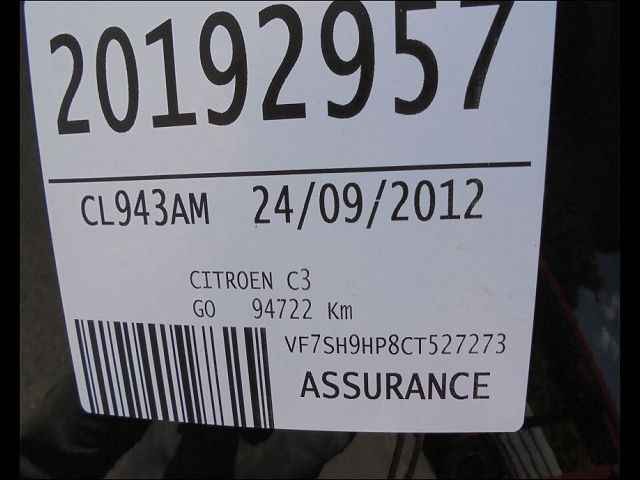 20192957
CL943AM 24/09/2012
CITROEN C3
GO 94722 Km
VF7SH9HP8CT527273
ASSURANCE